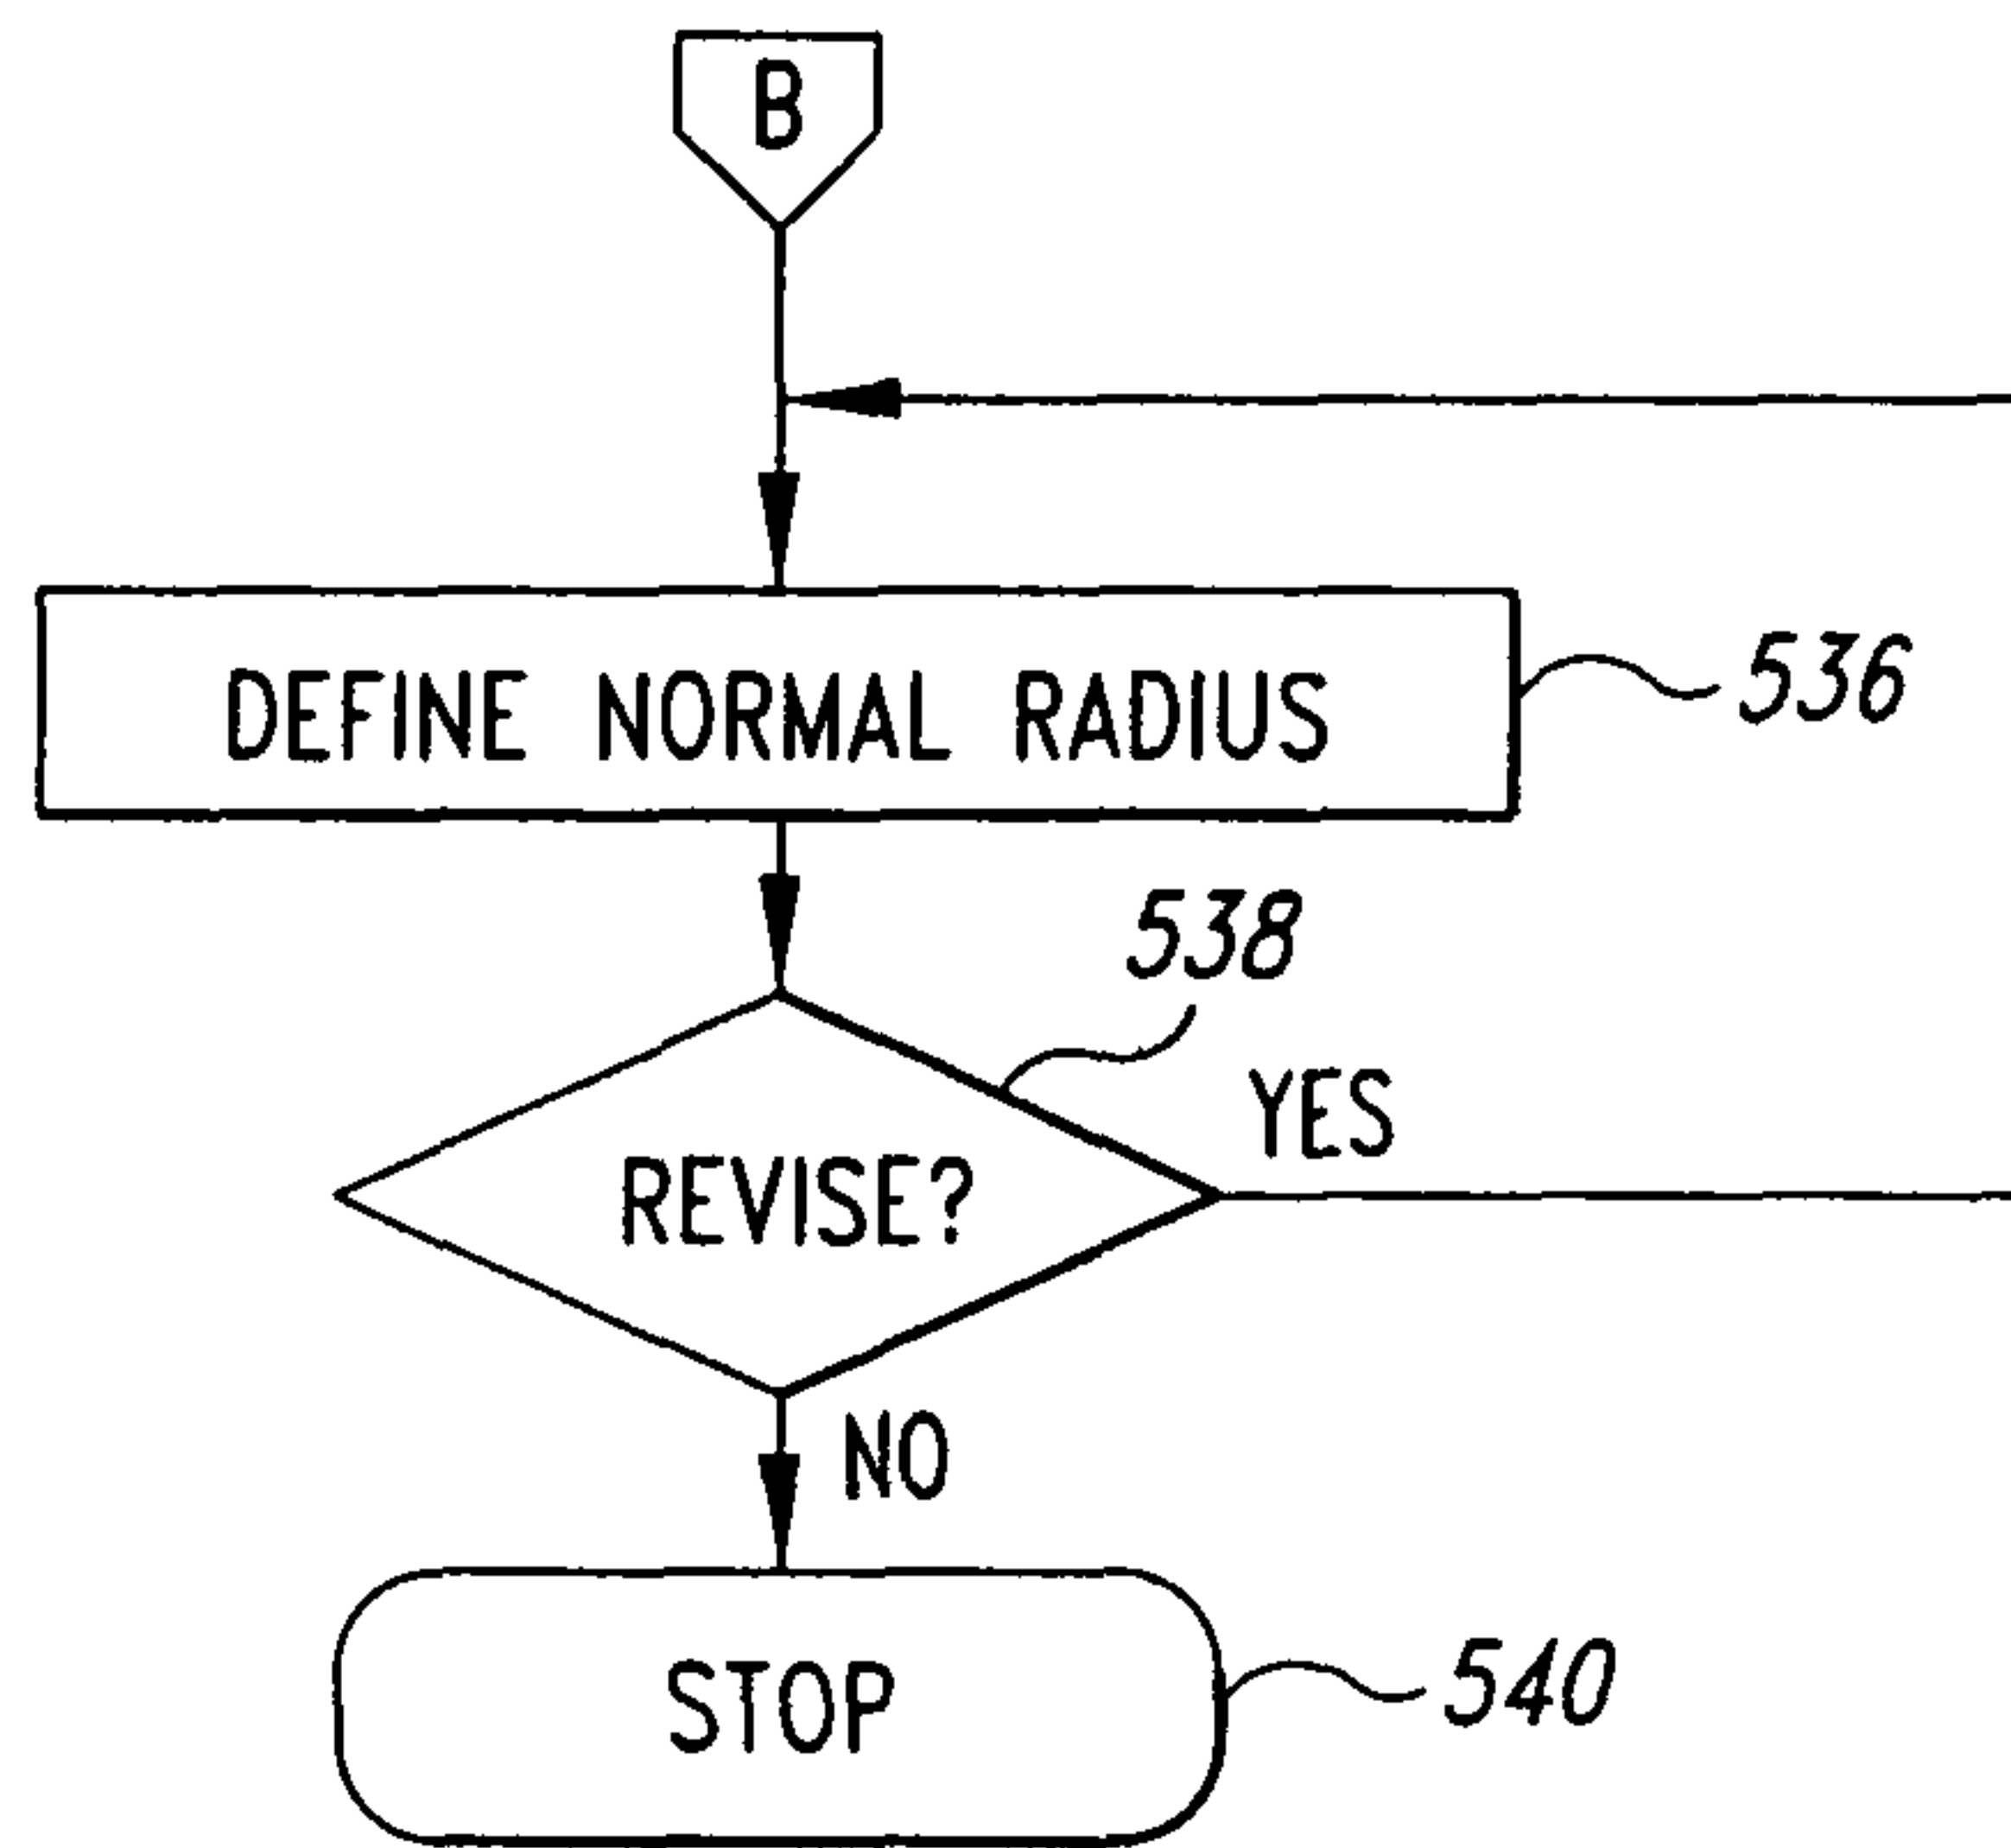 B
DEFINE NORMAL RADIUS
536
538
YES
REVISE?
NO
STOP
540